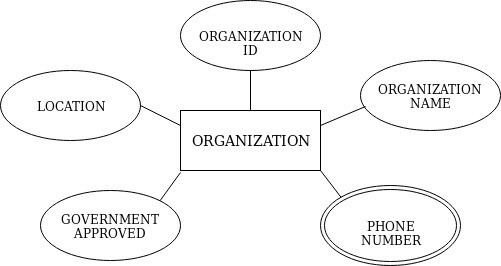 ORGANIZATION
ID
LOCATION
ORGANIZATION
NAME
ORGANIZATION
GOVERNMENT
APPROVED
PHONE
NUMBER